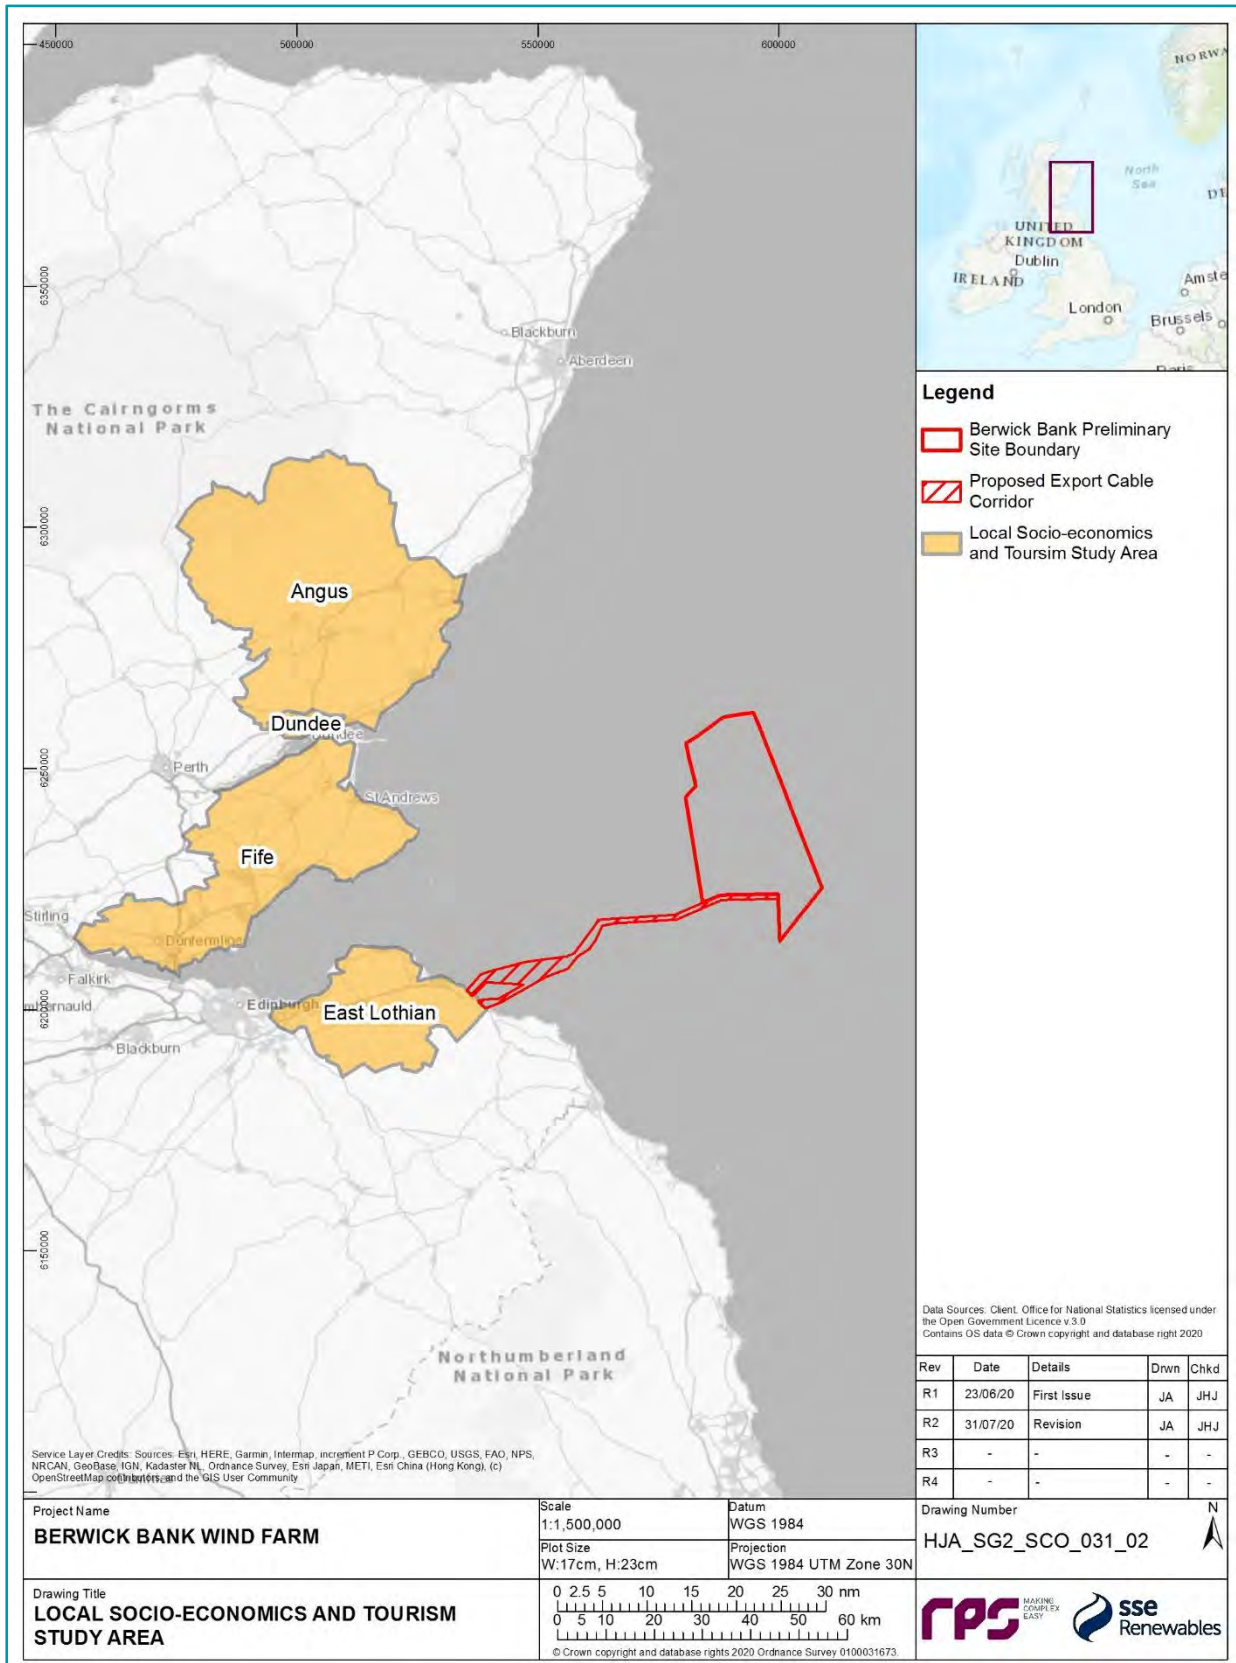 450000
500000
550000
600000
6350000
6300000
6250000
6200000
6150000
Blackburn
Aberdeen
The Cairngorms
National Park
Angus
Dundee
Dundee
Perth
St Andrews
Fife
Stirling
Dunfermline
Falkirk
Edinburgh
East Lothian
Blackburn
Northumberland
National Park
Service Layer Credits: Sources: Esri, HERE, Garmin, Intermap, increment P Corp., GEBCO, USGS, FAO, NPS,
NRCAN, GeoBase, IGN, Kadaster NL, Ordnance Survey, Esri Japan, METI, Esri China (Hong Kong), (c)
OpenStreetMap contributors, and the GIS User Community
NORWA
North
Sea
DE
UNITED
KINGDOM
Dublin
IRELAND
Amste
London
Brussels
Legend
Berwick Bank Preliminary
Site Boundary
Proposed Export Cable
Corridor
Local Socio-economics
and Toursim Study Area
Data Sources: Client, Office for National Statistics licensed under
the Open Government Licence v.3.0
Contains OS data © Crown copyright and database right 2020
Rev Date Details Drwn Chkd
R1 23/06/20 First Issue JA JHJ
R2 31/07/20 Revision JA JHJ
R3 - - - -
R4 - - - -
Project Name
BERWICK BANK WIND FARM
Scale
1:1,500,000
Datum
WGS 1984
Plot Size
W:17cm, H:23cm
Projection
WGS 1984 UTM Zone 30N
Drawing Number
HJA_SG2_SCO_031_02
N
Drawing Title
LOCAL SOCIO-ECONOMICS AND TOURISM
STUDY AREA
0 2.5 5 10 15 20 25 30 nm
0 5 10 20 30 40 50 60 km
© Crown copyright and database rights 2020 Ordnance Survey 0100031673.
rps
MAKING
COMPLEX
EASY
sse
Renewables